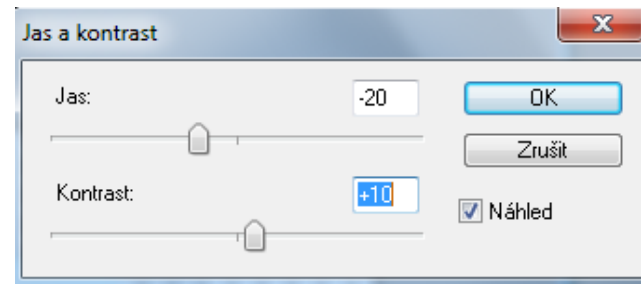 Jas a kontrast
Jas:
-20
OK
Zrušit
Kontrast:
+10
Náhled